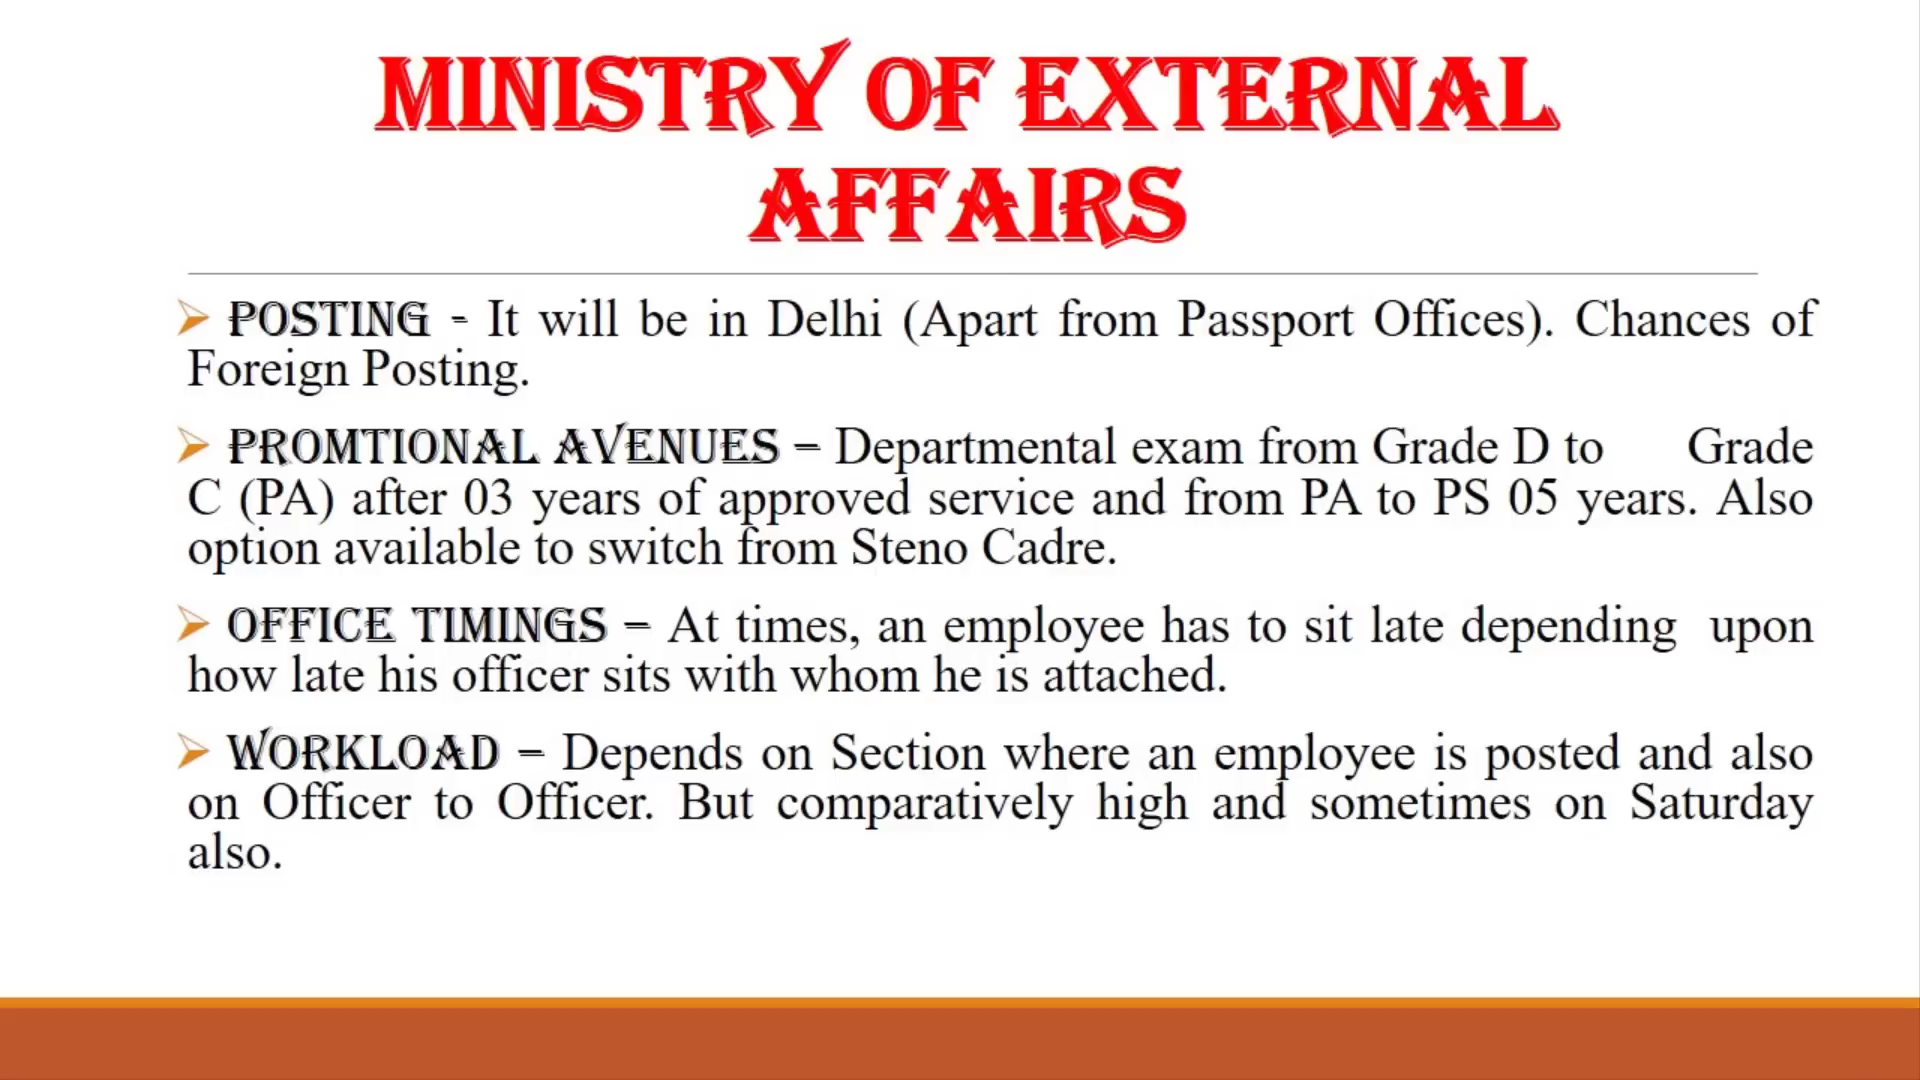 MINISTRY OF EXTERNAL
AFFAIRS
POSTING - It will be in Delhi (Apart from Passport Offices). Chances of
Foreign Posting.
PROMTIONAL AVENUES – Departmental exam from Grade D to Grade
C (PA) after 03 years of approved service and from PA to PS 05 years. Also
option available to switch from Steno Cadre.
OFFICE TIMINGS – At times, an employee has to sit late depending upon
how late his officer sits with whom he is attached.
WORKLOAD – Depends on Section where an employee is posted and also
on Officer to Officer. But comparatively high and sometimes on Saturday
also.